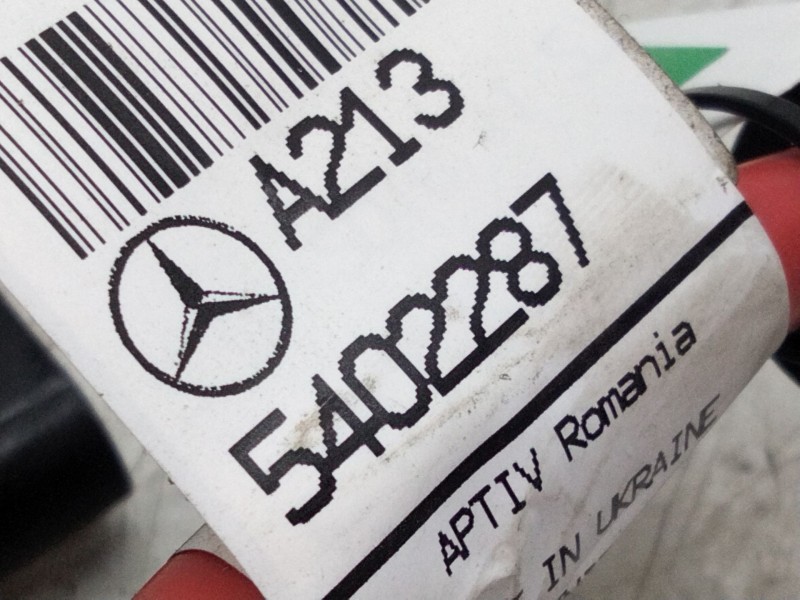 A213
5402287
APTIV Romania
IN UKRAINE